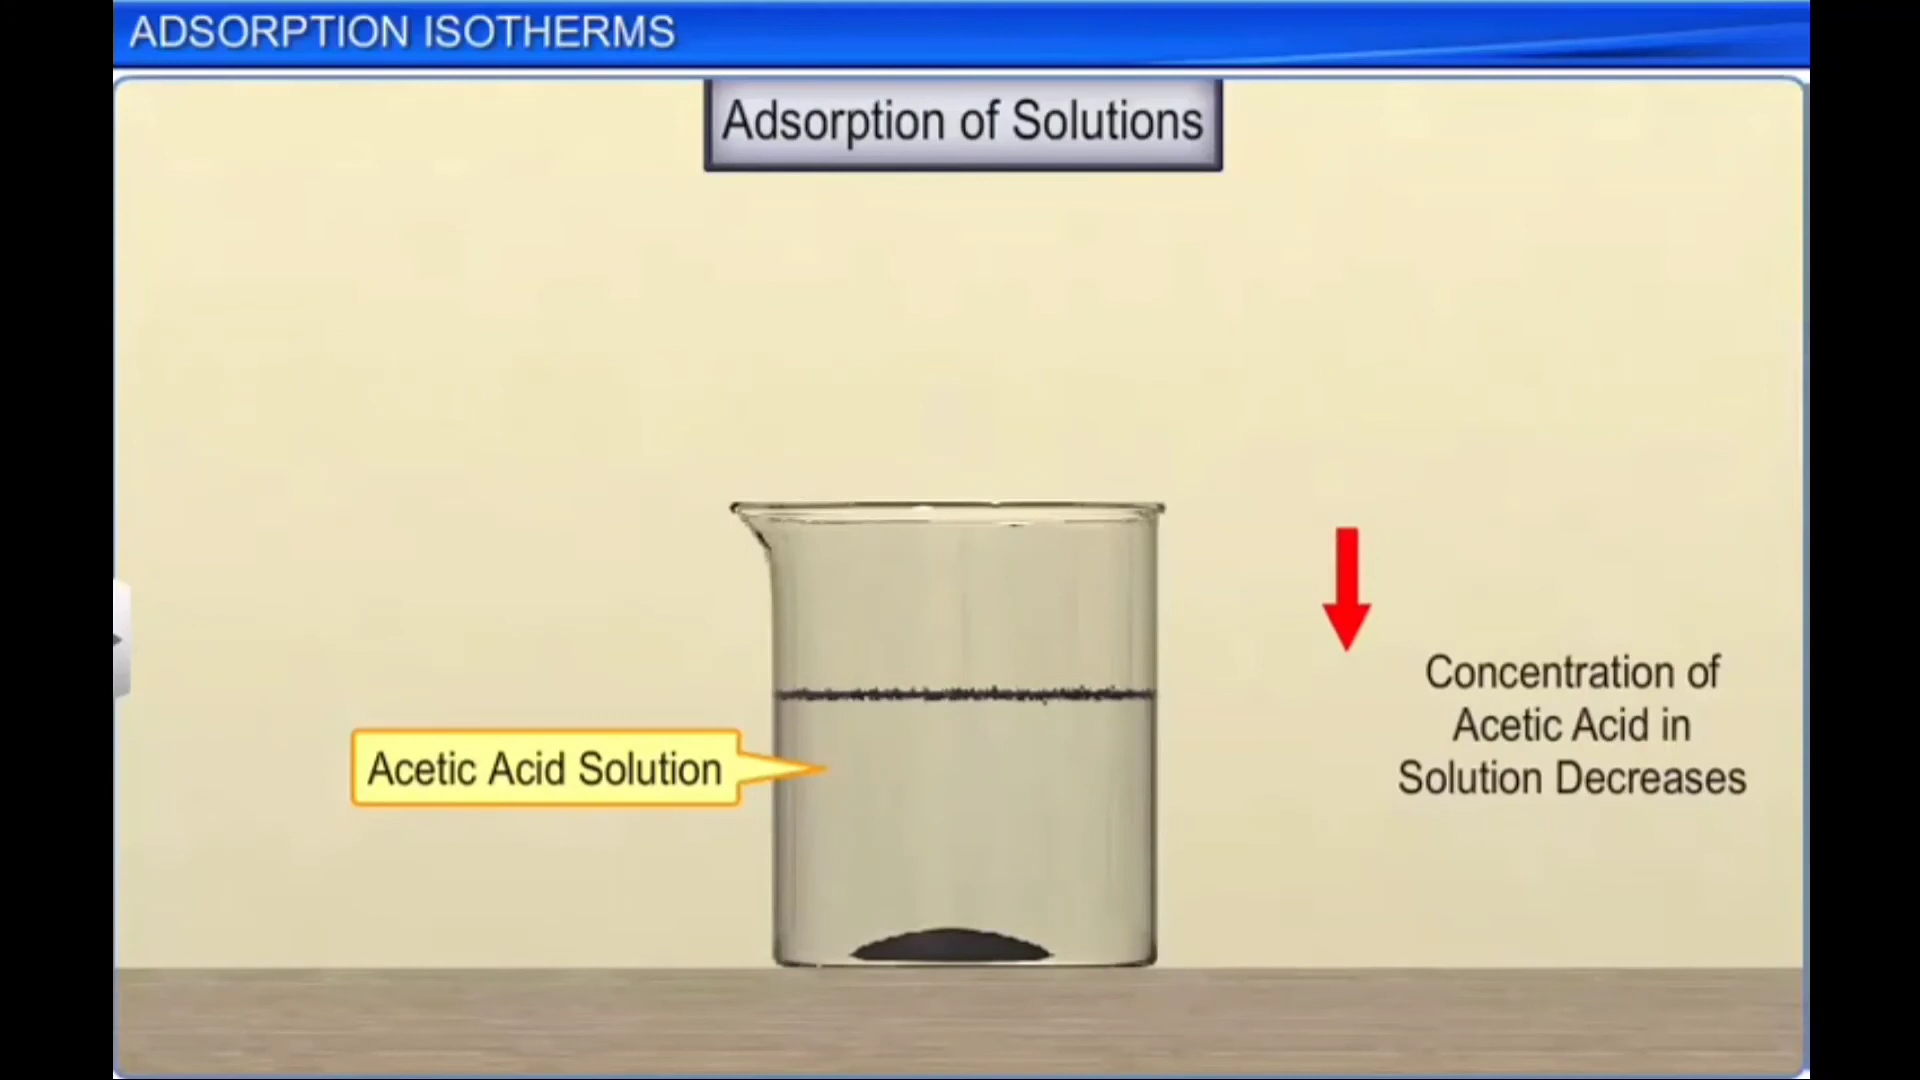 ADSORPTION ISOTHERMS
Adsorption of Solutions
Acetic Acid Solution
Concentration of
Acetic Acid in
Solution Decreases